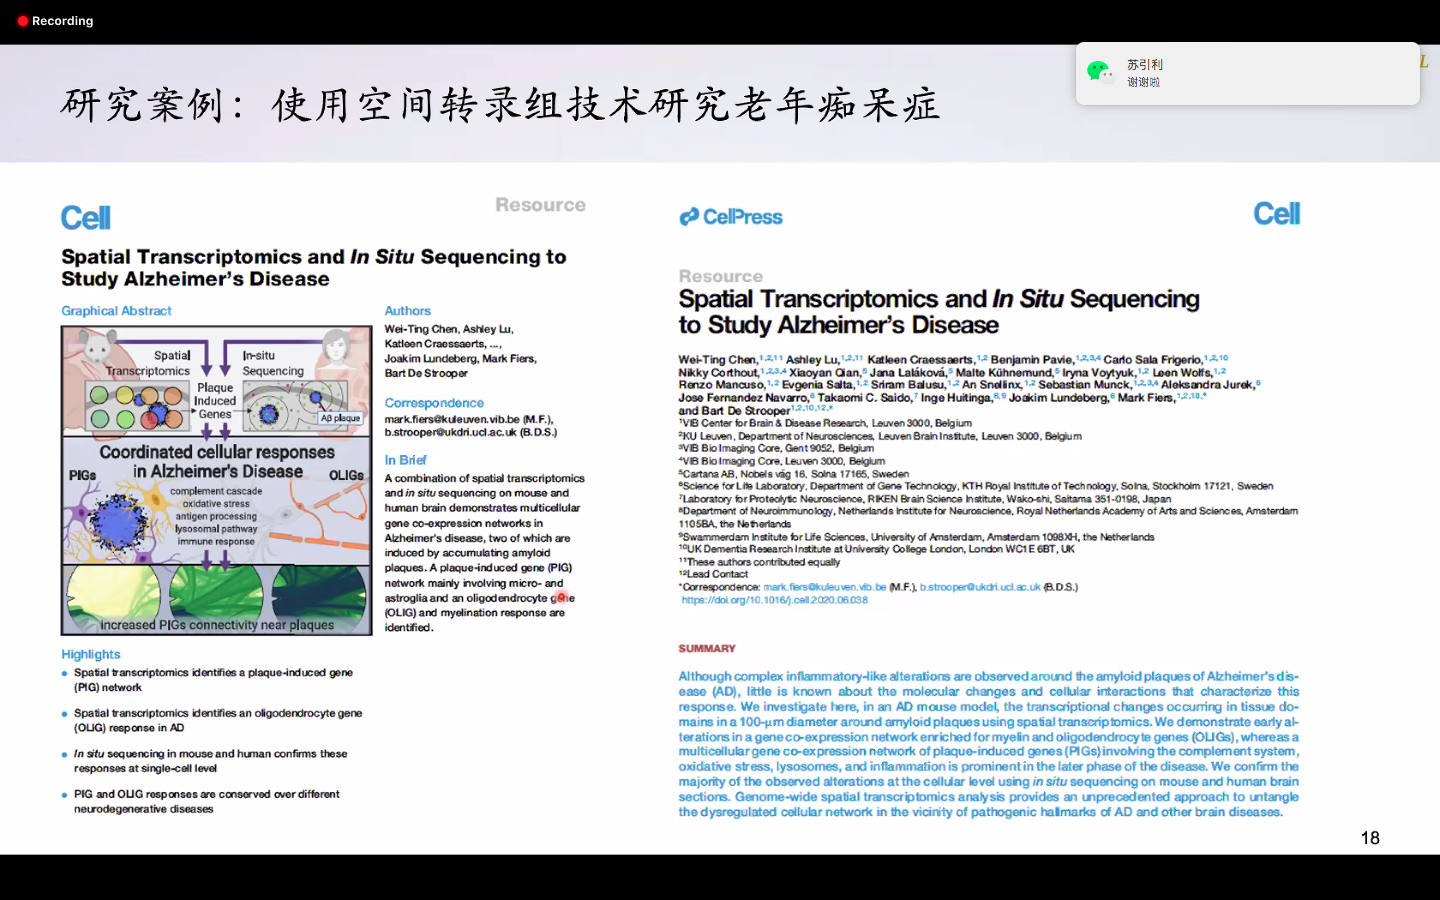 Recording
苏引利
谢谢啦
L
研究案例：使用空间转录组技术研究老年痴呆症
Cell
Resource
Spatial Transcriptomics and In Situ Sequencing to
Study Alzheimer's Disease
Graphical Abstract
Spatial
Transcriptomics
In-situ
Sequencing
Plaque
Induced
Genes
Aβ plaque
Coordinated cellular responses
in Alzheimer's Disease
PIGs
OLIGs
complement cascade
oxidative stress
antigen processing
lysosomal pathway
immune response
increased PIGs connectivity near plaques
Authors
Wei-Ting Chen, Ashley Lu,
Katleen Craessaerts, ...,
Joakim Lundeberg, Mark Fiers,
Bart De Strooper
Correspondence
mark.fiers@kuleuven.vib.be (M.F.),
b.strooper@ukdri.ucl.ac.uk (B.D.S.)
In Brief
A combination of spatial transcriptomics
and in situ sequencing on mouse and
human brain demonstrates multicellular
gene co-expression networks in
Alzheimer's disease, two of which are
induced by accumulating amyloid
plaques. A plaque-induced gene (PIG)
network mainly involving micro- and
astroglia and an oligodendrocyte gene
(OLIG) and myelination response are
identified.
Highlights
• Spatial transcriptomics identifies a plaque-induced gene
(PIG) network
• Spatial transcriptomics identifies an oligodendrocyte gene
(OLIG) response in AD
• In situ sequencing in mouse and human confirms these
responses at single-cell level
• PIG and OLIG responses are conserved over different
neurodegenerative diseases
CellPress
Cell
Resource
Spatial Transcriptomics and In Situ Sequencing
to Study Alzheimer's Disease
Wei-Ting Chen,1,2,11 Ashley Lu,1,2,11 Katleen Craessaerts,1,2 Benjamin Pavie,1,2,3,4 Carlo Sala Frigerio,1,2,10
Nikky Corthout,1,2,3,4 Xiaoyan Qian,5 Jana Laláková,5 Malte Kühnemund,5 Iryna Voytyuk,1,2 Leen Wolfs,1,2
Renzo Mancuso,1,2 Evgenia Salta,1,2 Sriram Balusu,1,2 An Snellinx,1,2 Sebastian Munck,1,2,3,4 Aleksandra Jurek,6
Jose Fernandez Navarro,6 Takaomi C. Saido,7 Inge Huitinga,8,9 Joakim Lundeberg,6 Mark Fiers,1,2,10,*
and Bart De Strooper1,2,10,12,*
1VIB Center for Brain & Disease Research, Leuven 3000, Belgium
2KU Leuven, Department of Neurosciences, Leuven Brain Institute, Leuven 3000, Belgium
3VIB Bio Imaging Core, Gent 9052, Belgium
4VIB Bio Imaging Core, Leuven 3000, Belgium
5Cartana AB, Nobels väg 16, Solna 17165, Sweden
6Science for Life Laboratory, Department of Gene Technology, KTH Royal Institute of Technology, Solna, Stockholm 17121, Sweden
7Laboratory for Proteolytic Neuroscience, RIKEN Brain Science Institute, Wako-shi, Saitama 351-0198, Japan
8Department of Neuroimmunology, Netherlands Institute for Neuroscience, Royal Netherlands Academy of Arts and Sciences, Amsterdam
1105BA, the Netherlands
9Swammerdam Institute for Life Sciences, University of Amsterdam, Amsterdam 1098XH, the Netherlands
10UK Dementia Research Institute at University College London, London WC1E 6BT, UK
11These authors contributed equally
12Lead Contact
*Correspondence: mark.fiers@kuleuven.vib.be (M.F.), b.strooper@ukdri.ucl.ac.uk (B.D.S.)
https://doi.org/10.1016/j.cell.2020.06.038
SUMMARY
Although complex inflammatory-like alterations are observed around the amyloid plaques of Alzheimer's dis-
ease (AD), little is known about the molecular changes and cellular interactions that characterize this
response. We investigate here, in an AD mouse model, the transcriptional changes occurring in tissue do-
mains in a 100-μm diameter around amyloid plaques using spatial transcriptomics. We demonstrate early al-
terations in a gene co-expression network enriched for myelin and oligodendrocyte genes (OLIGs), whereas a
multicellular gene co-expression network of plaque-induced genes (PIGs) involving the complement system,
oxidative stress, lysosomes, and inflammation is prominent in the later phase of the disease. We confirm the
majority of the observed alterations at the cellular level using in situ sequencing on mouse and human brain
sections. Genome-wide spatial transcriptomics analysis provides an unprecedented approach to untangle
the dysregulated cellular network in the vicinity of pathogenic hallmarks of AD and other brain diseases.
18